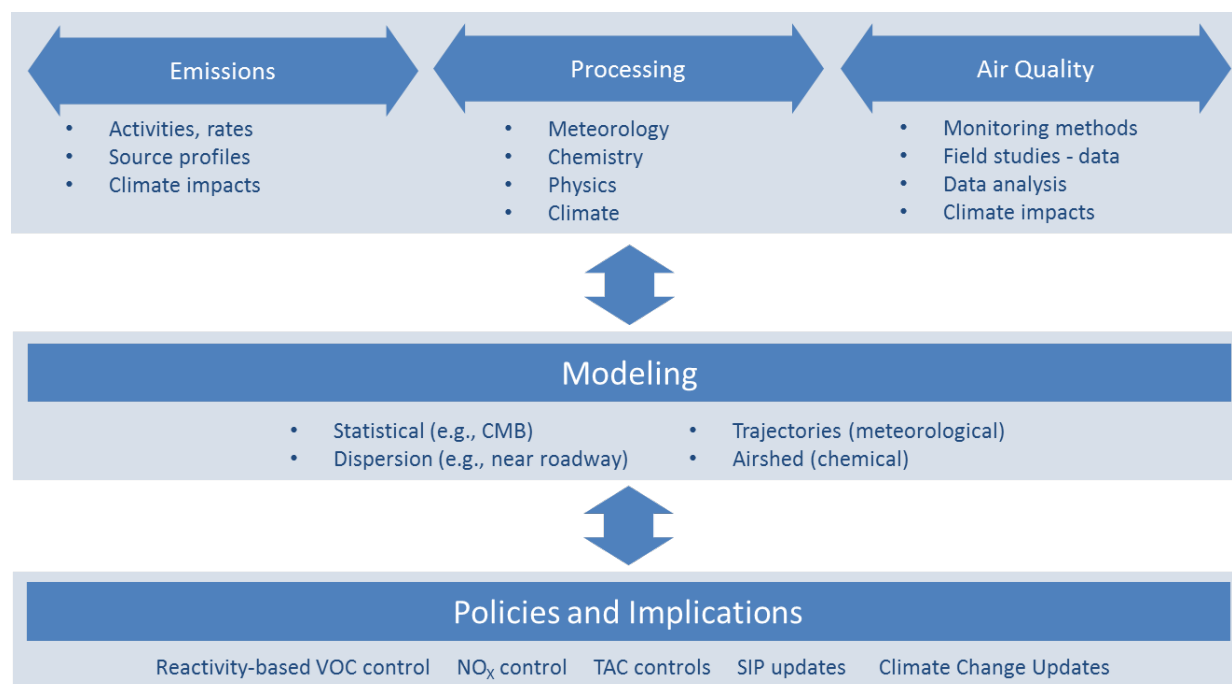 Emissions
• Activities, rates
• Source profiles
• Climate impacts
Processing
• Meteorology
• Chemistry
• Physics
• Climate
Air Quality
• Monitoring methods
• Field studies - data
• Data analysis
• Climate impacts
Modeling
• Statistical (e.g., CMB)
• Dispersion (e.g., near roadway)
• Trajectories (meteorological)
• Airshed (chemical)
Policies and Implications
Reactivity-based VOC control NOX control TAC controls SIP updates Climate Change Updates